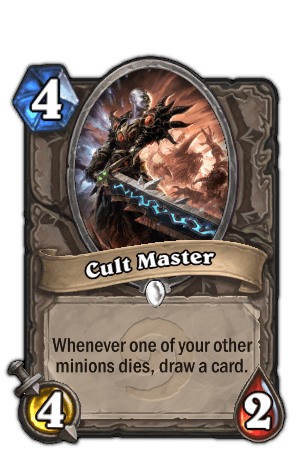 4
Cult Master
Whenever one of your other
minions dies, draw a card.
4 2